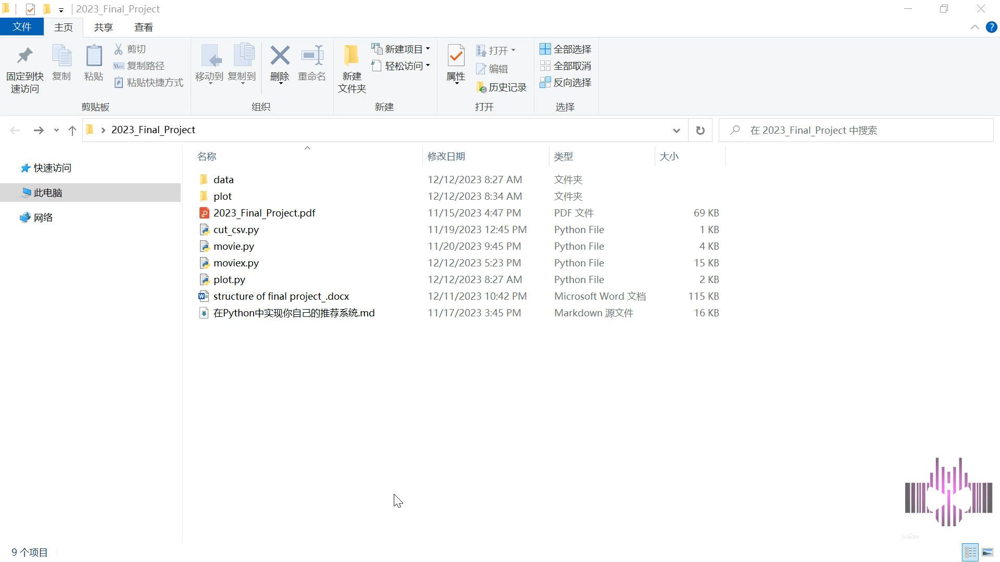 2023_Final_Project
文件
主页
共享
查看
固定到快
速访问
复制
粘贴
剪切
复制路径
粘贴快捷方式
剪贴板
移动到
复制到
删除
重命名
组织
新建
文件夹
新建项目
轻松访问
新建
属性
打开
编辑
历史记录
打开
全部选择
全部取消
反向选择
选择
2023_Final_Project
在 2023_Final_Project 中搜索
快速访问
此电脑
网络
名称 修改日期 类型 大小
data 12/12/2023 8:27 AM 文件夹
plot 12/12/2023 8:34 AM 文件夹
2023_Final_Project.pdf 11/15/2023 4:47 PM PDF 文件 69 KB
cut_csv.py 11/19/2023 12:45 PM Python File 1 KB
movie.py 11/20/2023 9:45 PM Python File 4 KB
moviex.py 12/12/2023 5:23 PM Python File 15 KB
plot.py 12/12/2023 8:27 AM Python File 2 KB
structure of final project_.docx 12/11/2023 10:42 PM Microsoft Word 文档 115 KB
在Python中实现你自己的推荐系统.md 11/17/2023 3:45 PM Markdown 源文件 16 KB
9 个项目